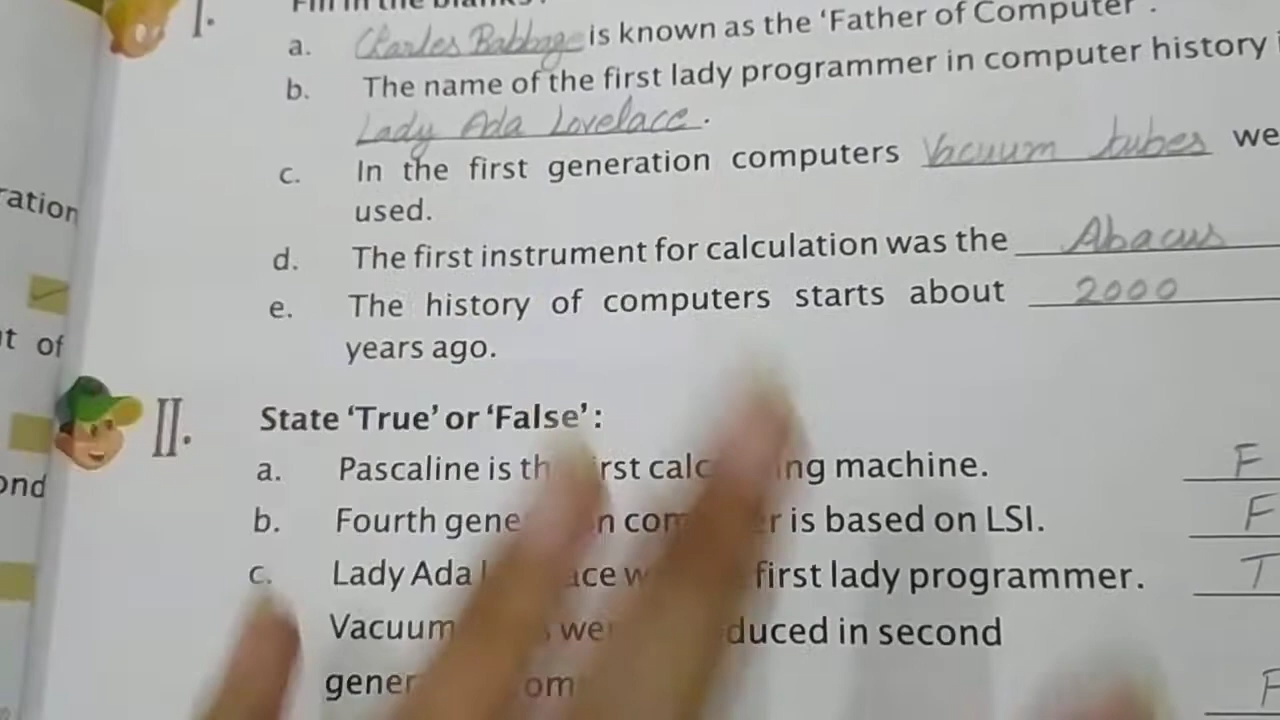 I. Fill in the blanks:
a. Charles Babbage is known as the 'Father of Computer'.
b. The name of the first lady programmer in computer history
Lady Ada Lovelace.
c. In the first generation computers Vacuum tubes we
used.
ration
d. The first instrument for calculation was the Abacus
e. The history of computers starts about 2000
t of
years ago.
II. State 'True' or 'False':
a. Pascaline is th rst calc ing machine. F
ond
b. Fourth gene n com r is based on LSI. F
c. Lady Ada ace w first lady programmer. T
Vacuum we duced in second
gener om F